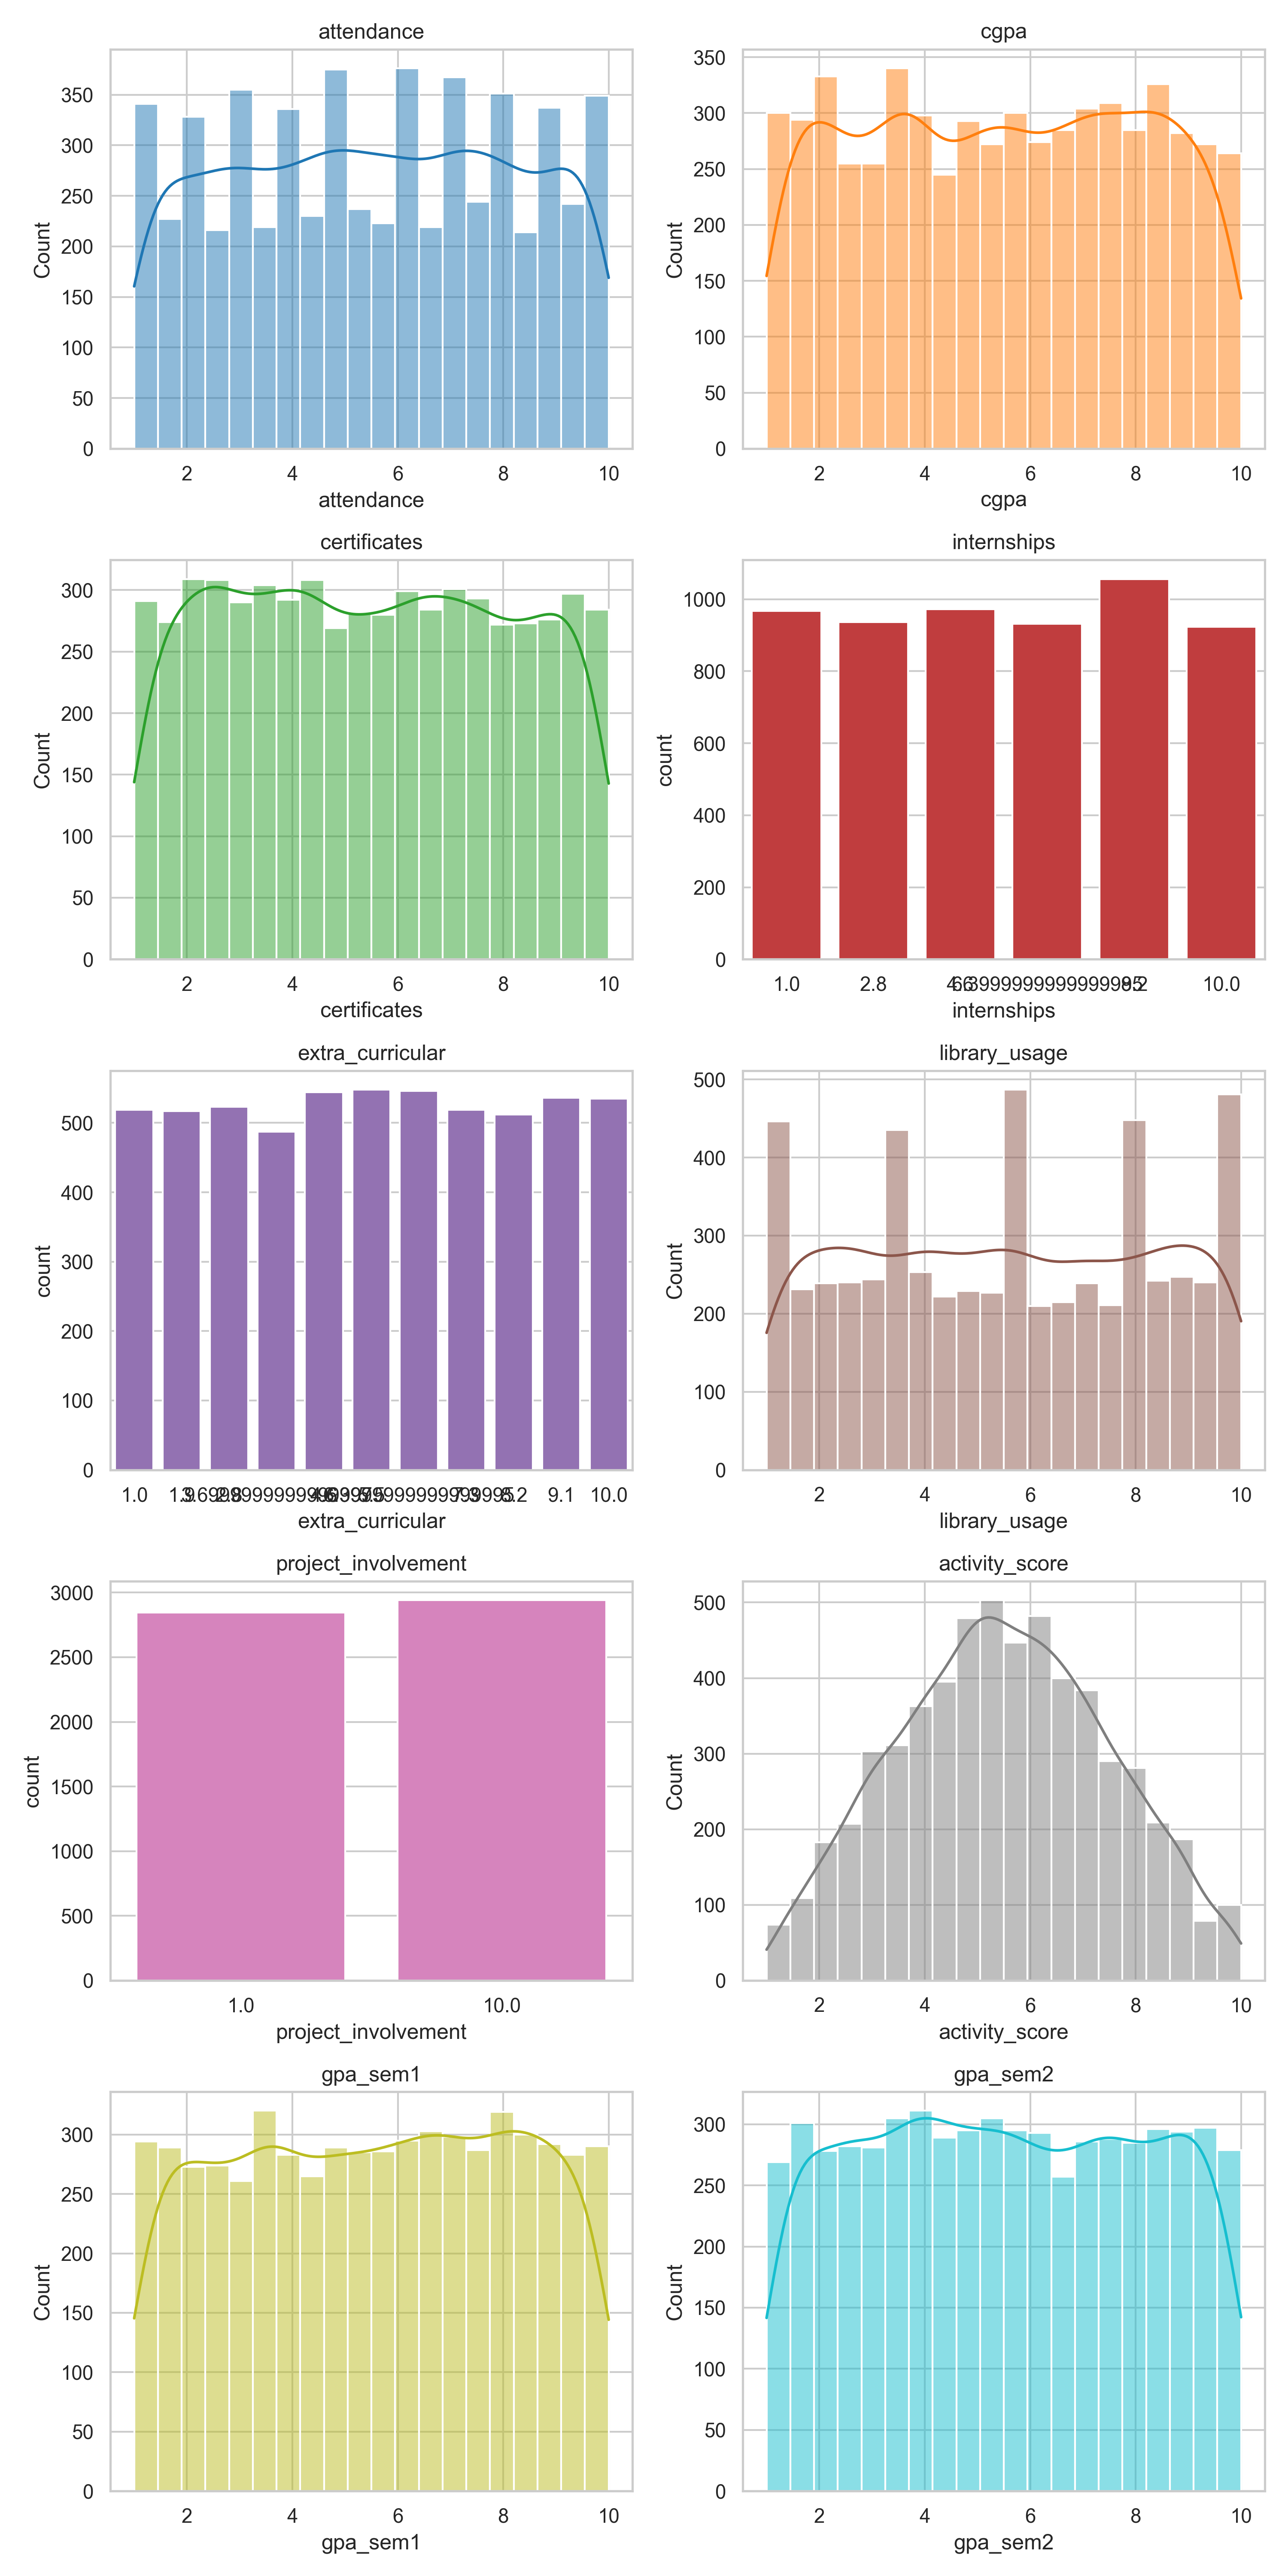 attendance
Count
350
300
250
200
150
100
50
0
2 4 6 8 10
attendance
cgpa
Count
350
300
250
200
150
100
50
0
2 4 6 8 10
cgpa
certificates
Count
300
250
200
150
100
50
0
2 4 6 8 10
certificates
internships
count
1000
800
600
400
200
0
1.0 2.8 10.0
internships
extra_curricular
count
500
400
300
200
100
0
1.0 9.1 10.0
extra_curricular
library_usage
Count
500
400
300
200
100
0
2 4 6 8 10
library_usage
project_involvement
count
3000
2500
2000
1500
1000
500
0
1.0 10.0
project_involvement
activity_score
Count
500
400
300
200
100
0
2 4 6 8 10
activity_score
gpa_sem1
Count
300
250
200
150
100
50
0
2 4 6 8 10
gpa_sem1
gpa_sem2
Count
300
250
200
150
100
50
0
2 4 6 8 10
gpa_sem2